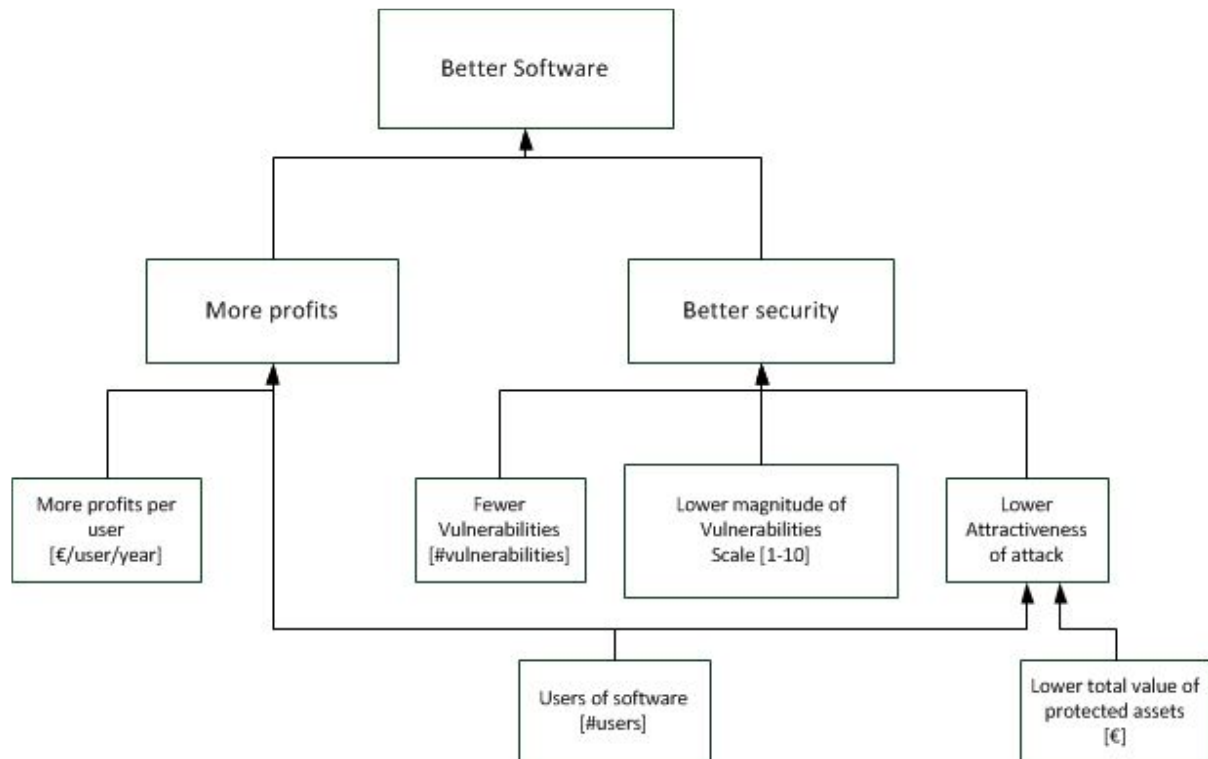 Better Software
More profits
Better security
More profits per
user
[€/user/year]
Fewer
Vulnerabilities
[#vulnerabilities]
Lower magnitude of
Vulnerabilities
Scale [1-10]
Lower
Attractiveness
of attack
Users of software
[#users]
Lower total value of
protected assets
[€]